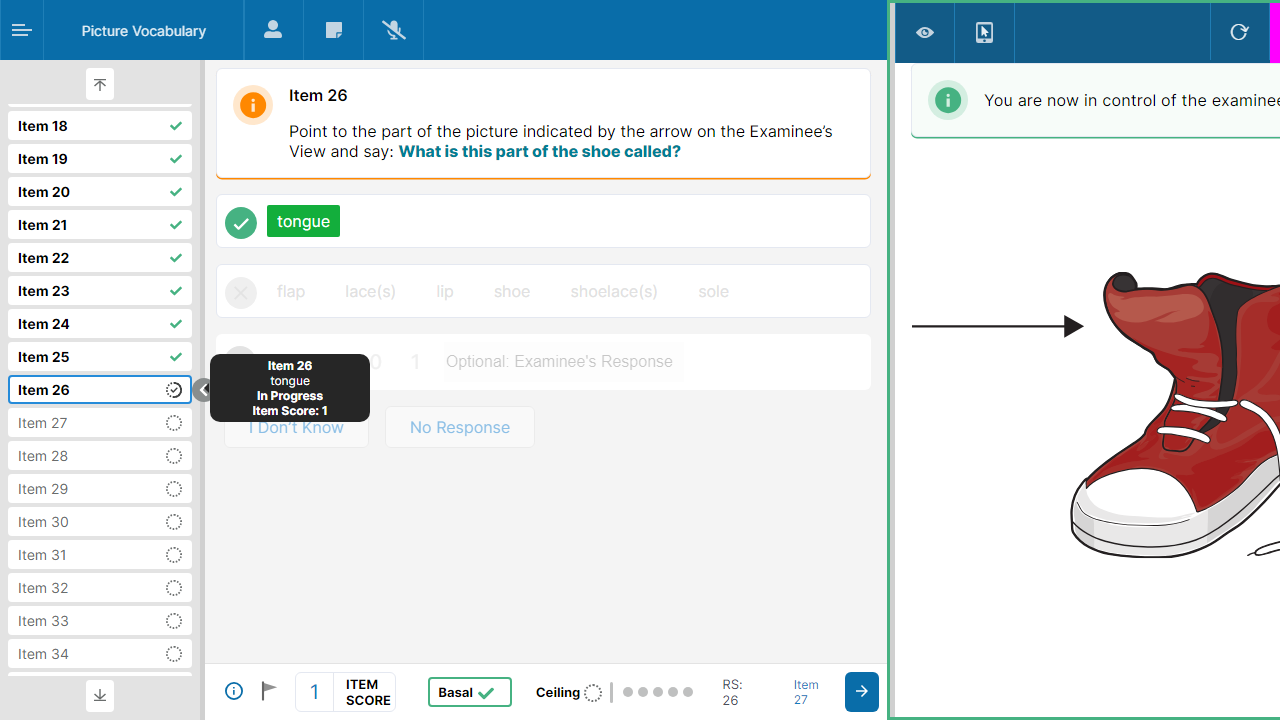 Picture Vocabulary
Item 18
Item 19
Item 20
Item 21
Item 22
Item 23
Item 24
Item 25
Item 26
Item 27
Item 28
Item 29
Item 30
Item 31
Item 32
Item 33
Item 34
Item 26
Point to the part of the picture indicated by the arrow on the Examinee's
View and say: What is this part of the shoe called?
tongue
flap lace(s) lip shoe shoelace(s) sole
0 1 Optional: Examinee's Response
Item 26
tongue
In Progress
Item Score: 1
I Don't Know No Response
1 ITEM
SCORE
Basal
Ceiling
RS:
26
Item
27
You are now in control of the examinee